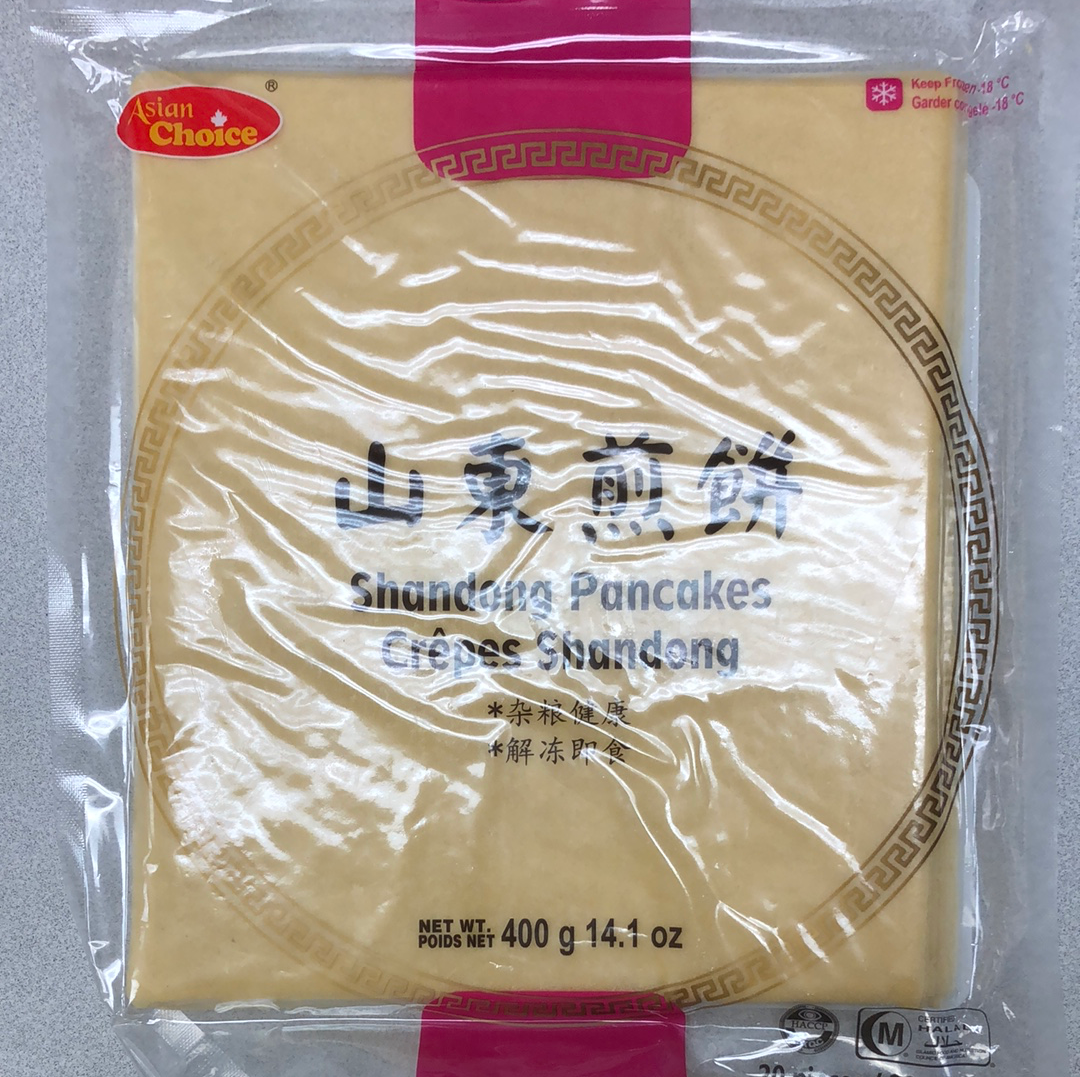 Asian
Choice
®
Keep Frozen -18 °C
Garder congelé -18 °C
山東煎餅
Shandong Pancakes
Crêpes Shandong
*杂粮健康
*解冻即食
NET WT.
POIDS NET 400 g 14.1 oz
HACCP
M
CERTIFIED
HALAL
حلال